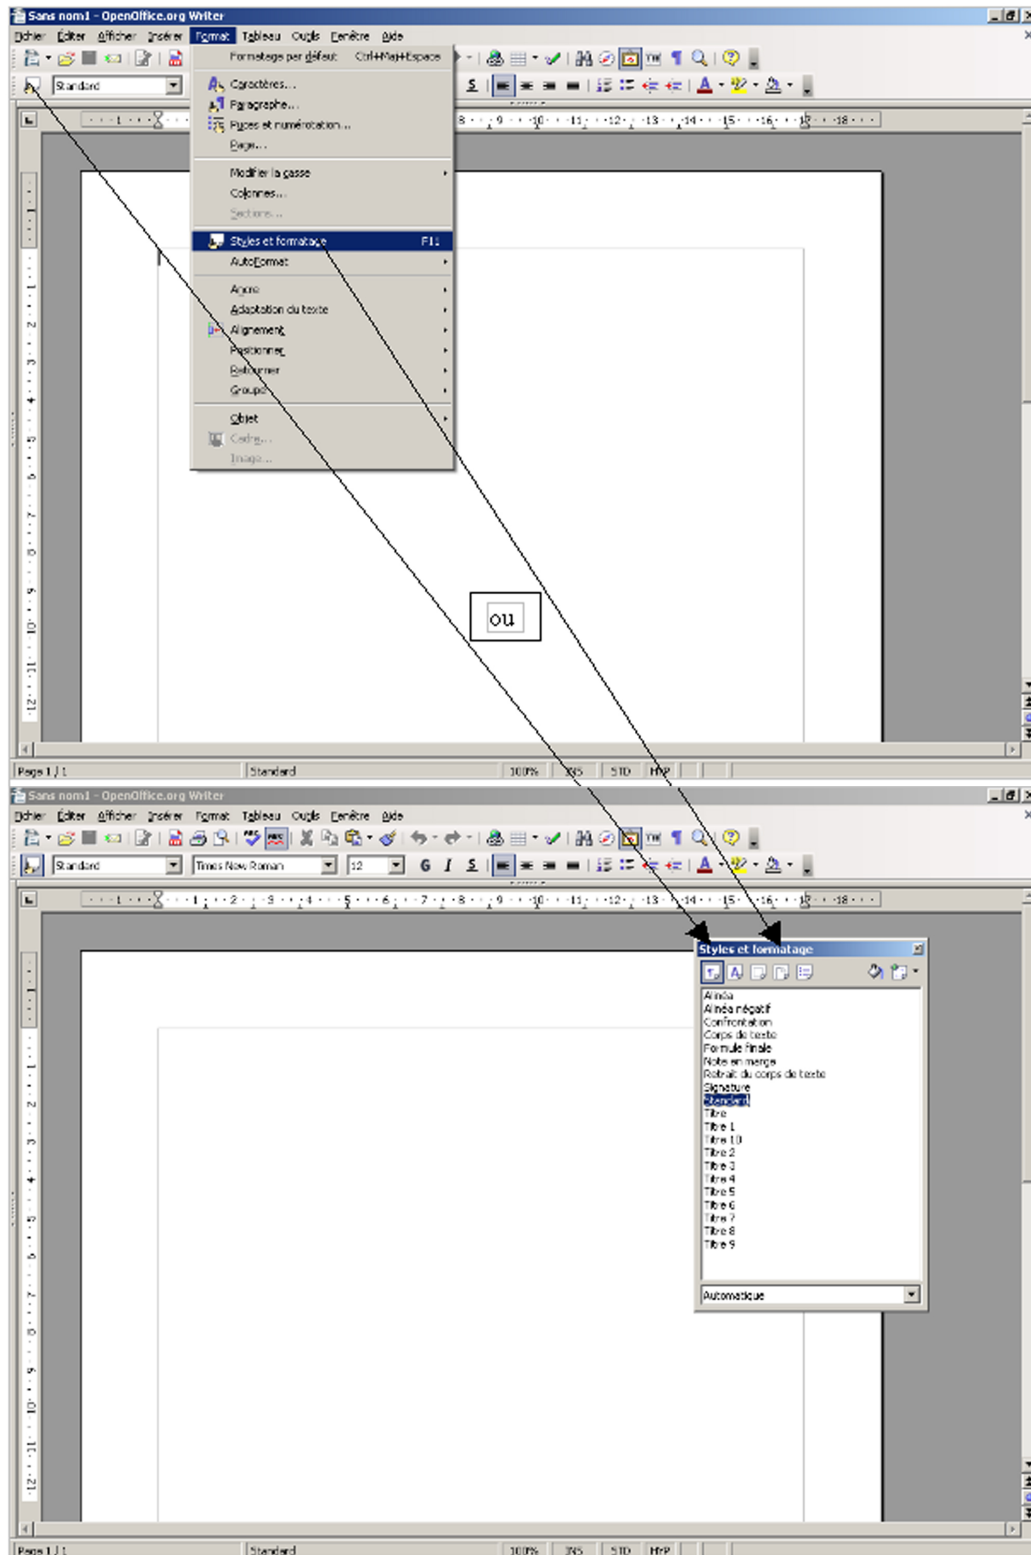 Sans nom1 - OpenOffice.org Writer
Fichier Éditer Afficher Insérer Format Tableau Outils Fenêtre Aide
Formatage par défaut Ctrl+Maj+Espace
Standard
S
Caractères...
Paragraphe...
Puces et numérotation...
Page...
Modifier la casse
Colonnes...
Sections...
Styles et formatage F11
AutoFormat
Ancre
Adaptation du texte
Alignement
Positionner
Retourner
Groupe
Objet
Cadre...
Image...
ou
Page 1 / 1 Standard 100% INS STD HYP
Sans nom1 - OpenOffice.org Writer
Fichier Éditer Afficher Insérer Format Tableau Outils Fenêtre Aide
Standard Times New Roman 12 G I S
Styles et formatage
Alinéa
Alinéa négatif
Confrontation
Corps de texte
Formule finale
Note en marge
Retrait du corps de texte
Signature
Standard
Titre
Titre 1
Titre 10
Titre 2
Titre 3
Titre 4
Titre 5
Titre 6
Titre 7
Titre 8
Titre 9
Automatique
Page 1 / 1 Standard 100% INS STD HYP